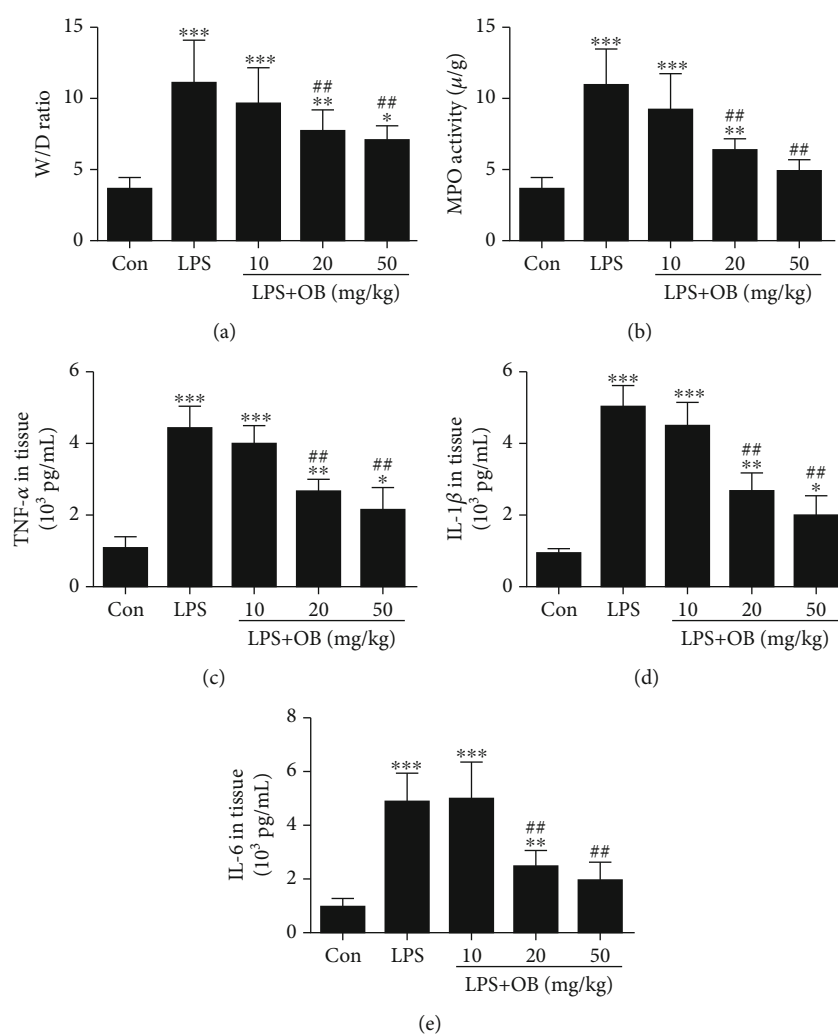 15
10
5
0
W/D ratio
***
***
##
**
##
*
Con
LPS
10
20
50
LPS+OB (mg/kg)
(a)
15
10
5
0
MPO activity (μ/g)
***
***
##
**
##
Con
LPS
10
20
50
LPS+OB (mg/kg)
(b)
6
4
2
0
TNF-α in tissue
(10³ pg/mL)
***
***
##
**
##
*
Con
LPS
10
20
50
LPS+OB (mg/kg)
(c)
6
4
2
0
IL-1β in tissue
(10³ pg/mL)
***
***
##
**
##
*
Con
LPS
10
20
50
LPS+OB (mg/kg)
(d)
8
6
4
2
0
IL-6 in tissue
(10³ pg/mL)
***
***
##
**
##
Con
LPS
10
20
50
LPS+OB (mg/kg)
(e)